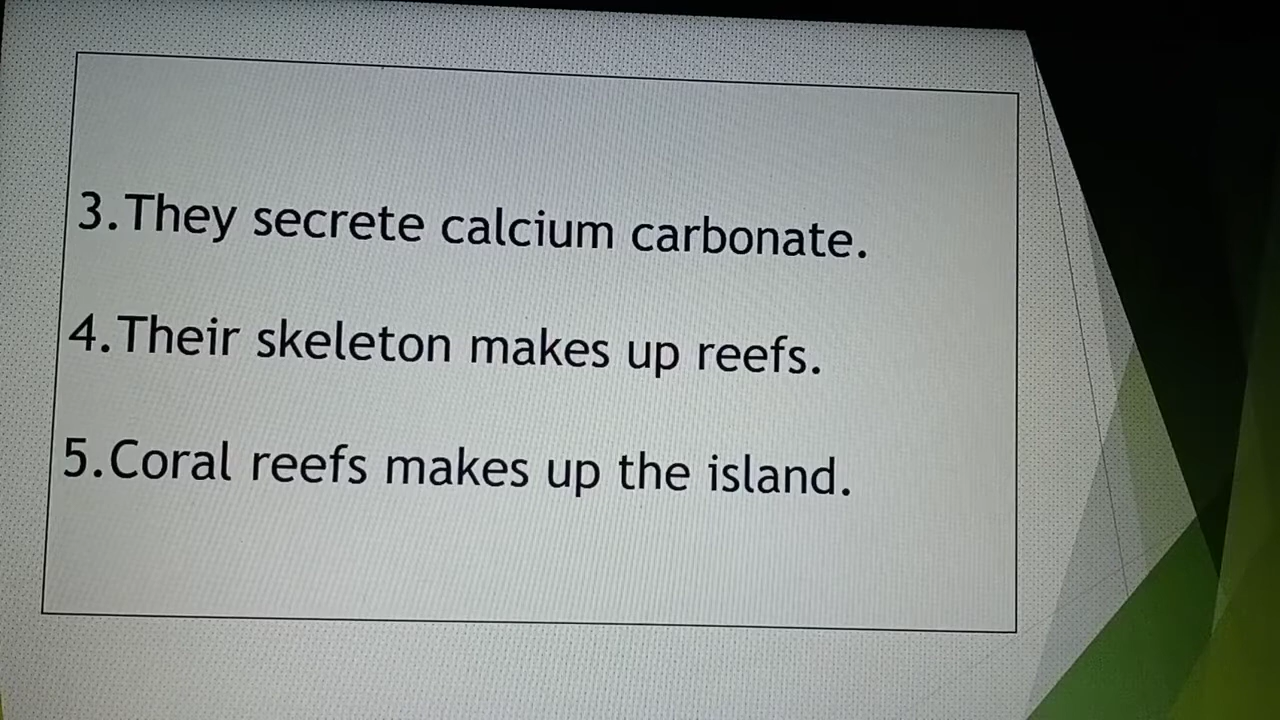 3.They secrete calcium carbonate.
4.Their skeleton makes up reefs.
5.Coral reefs makes up the island.